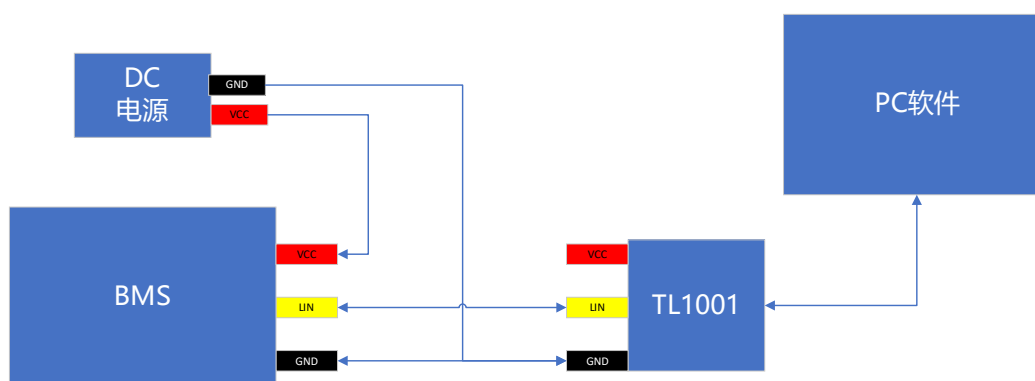 DC
电源
GND
VCC
PC软件
BMS
VCC
LIN
GND
VCC
LIN
GND
TL1001